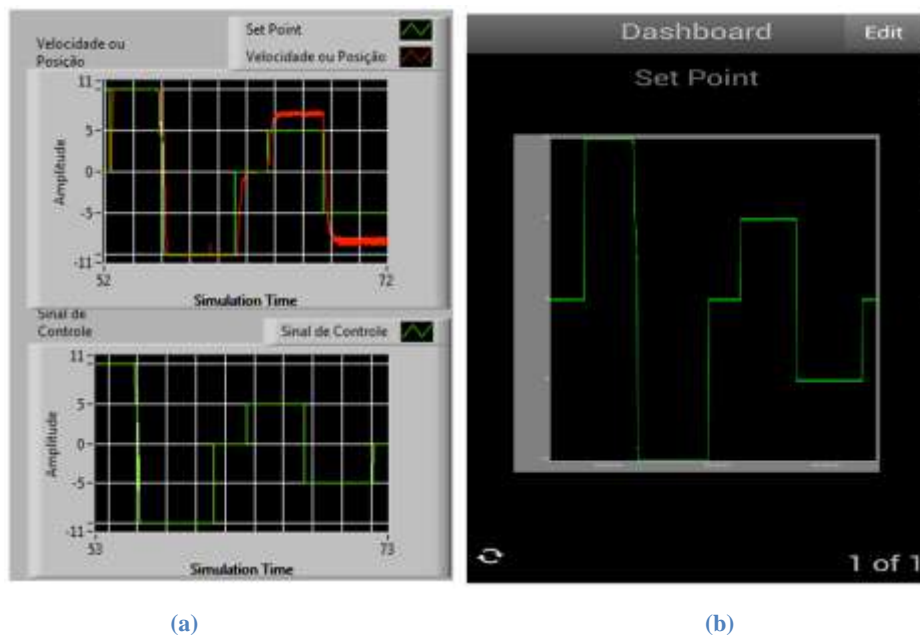 Set Point
Velocidade ou
Posição
Velocidade ou Posição
11
5
0
-5
-11
Amplitude
52
72
Simulation Time
Sinal de
Controle
Sinal de Controle
11
5
0
-5
-11
Amplitude
53
73
Simulation Time
(a)
Dashboard
Edit
Set Point
1 of 1
(b)